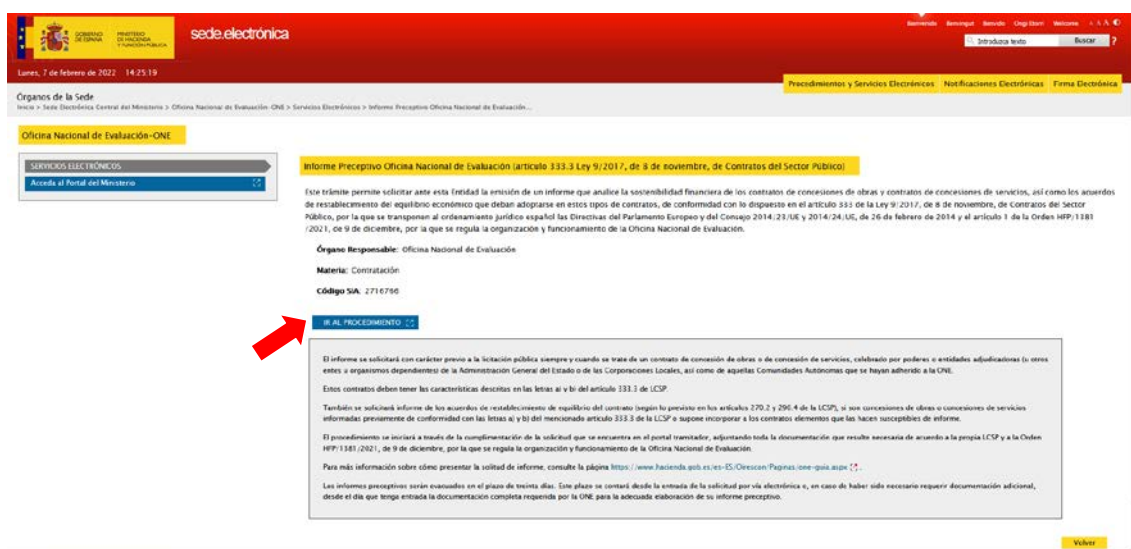 GOBIERNO DE ESPAÑA
MINISTERIO DE HACIENDA Y FUNCIÓN PÚBLICA
sede.electrónica
Bienvenido Benvingut Benvido Ongi Etorri Welcome A A A
Introduzca texto Buscar ?
Lunes, 7 de febrero de 2022 14:25:19
Procedimientos y Servicios Electrónicos Notificaciones Electrónicas Firma Electrónica
Órganos de la Sede
Inicio > Sede Electrónica Central del Ministerio > Oficina Nacional de Evaluación-ONE > Servicios Electrónicos > Informe Preceptivo Oficina Nacional de Evaluación...
Oficina Nacional de Evaluación-ONE
SERVICIOS ELECTRÓNICOS
Acceda al Portal del Ministerio
Informe Preceptivo Oficina Nacional de Evaluación (artículo 333.3 Ley 9/2017, de 8 de noviembre, de Contratos del Sector Público)
Este trámite permite solicitar ante esta Entidad la emisión de un informe que analice la sostenibilidad financiera de los contratos de concesiones de obras y contratos de concesiones de servicios, así como los acuerdos
de restablecimiento del equilibrio económico que deban adoptarse en estos tipos de contratos, de conformidad con lo dispuesto en el artículo 333 de la Ley 9/2017, de 8 de noviembre, de Contratos del Sector
Público, por la que se transponen al ordenamiento jurídico español las Directivas del Parlamento Europeo y del Consejo 2014/23/UE y 2014/24/UE, de 26 de febrero de 2014 y el artículo 1 de la Orden HFP/1381
/2021, de 9 de diciembre, por la que se regula la organización y funcionamiento de la Oficina Nacional de Evaluación.
Órgano Responsable: Oficina Nacional de Evaluación
Materia: Contratación
Código SIA: 2716766
IR AL PROCEDIMIENTO
El informe se solicitará con carácter previo a la licitación pública siempre y cuando se trate de un contrato de concesión de obras o de concesión de servicios, celebrado por poderes o entidades adjudicadoras (u otros
entes u organismos dependientes) de la Administración General del Estado o de las Corporaciones Locales, así como de aquellas Comunidades Autónomas que se hayan adherido a la ONE.
Estos contratos deben tener las características descritas en las letras a) y b) del artículo 333.3 de LCSP.
También se solicitará informe de los acuerdos de restablecimiento de equilibrio del contrato (según lo previsto en los artículos 270.2 y 290.4 de la LCSP), si son concesiones de obras o concesiones de servicios
informadas previamente de conformidad con las letras a) y b) del mencionado artículo 333.3 de la LCSP o supone incorporar a los contratos elementos que las hacen susceptibles de informe.
El procedimiento se iniciará a través de la cumplimentación de la solicitud que se encuentra en el portal tramitador, adjuntando toda la documentación que resulte necesaria de acuerdo a la propia LCSP y a la Orden
HFP/1381/2021, de 9 de diciembre, por la que se regula la organización y funcionamiento de la Oficina Nacional de Evaluación.
Para más información sobre cómo presentar la solitud de informe, consulte la página https://www.hacienda.gob.es/es-ES/Oirescon/Paginas/one-guia.aspx .
Los informes preceptivos serán evacuados en el plazo de treinta días. Este plazo se contará desde la entrada de la solicitud por vía electrónica o, en caso de haber sido necesario requerir documentación adicional,
desde el día que tenga entrada la documentación completa requerida por la ONE para la adecuada elaboración de su informe preceptivo.
Volver